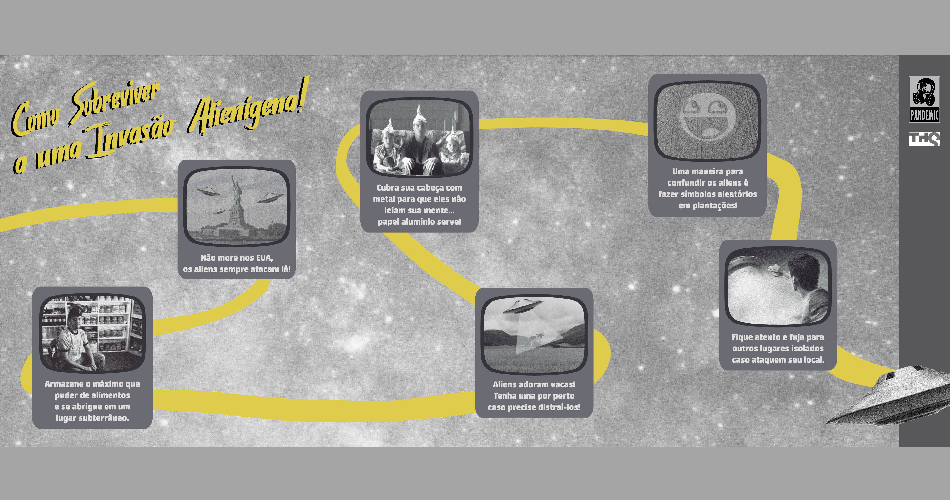 Como Sobreviver
a uma Invasão Alienígena!
Não more nos EUA,
os aliens sempre atacam lá!
Armazene o máximo que
puder de alimentos
e se abrigue em um
lugar subterrâneo.
Aliens adoram vacas!
Tenha uma por perto
caso precise distraí-los!
Cubra sua cabeça com
metal para que eles não
leiam sua mente...
papel alumínio serve!
Uma maneira para
confundir os aliens é
fazer símbolos aleatórios
em plantações!
Fique atento e fuja para
outros lugares isolados
caso ataquem seu local.
PANDEMIC
THQ